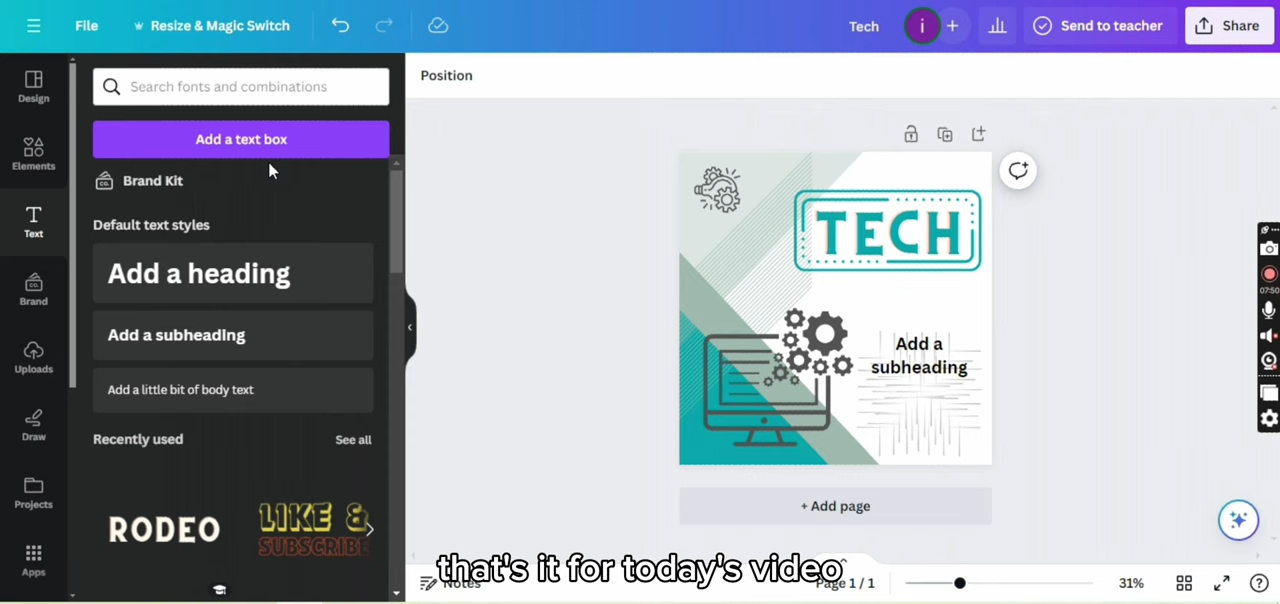 File
Resize & Magic Switch
Tech
i
Send to teacher
Share
Design
Elements
Text
Brand
Uploads
Draw
Projects
Apps
Search fonts and combinations
Add a text box
CO.
Brand Kit
Default text styles
Add a heading
Add a subheading
Add a little bit of body text
Recently used
See all
RODEO
LIKE &
SUBSCRIBE
Position
TECH
Add a
subheading
+ Add page
that's it for today's video
Notes
Page 1 / 1
31%
07:50